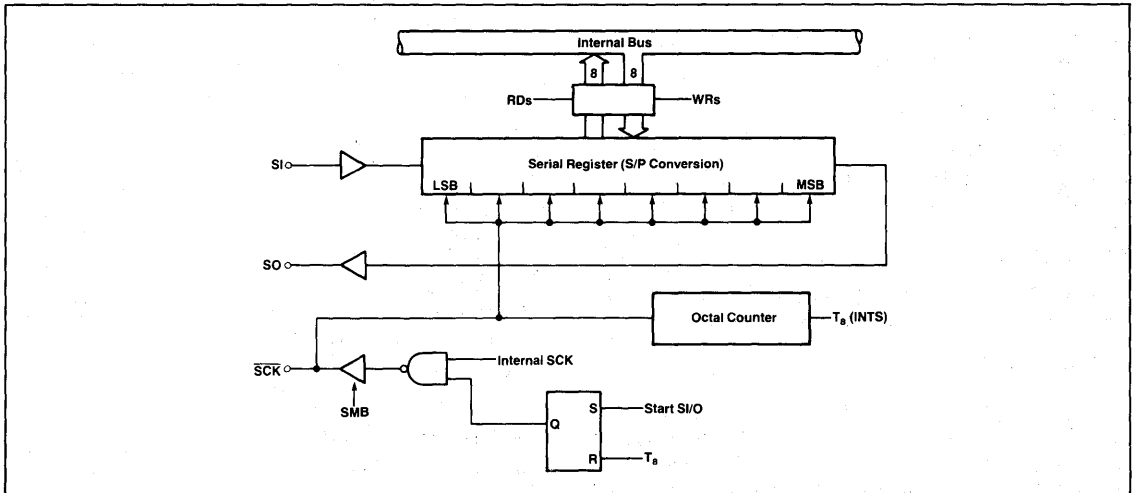 Internal Bus
8 8
RDs WRs
SI Serial Register (S/P Conversion)
LSB MSB
SO
Octal Counter T₈ (INTS)
Internal SCK
S̅C̅K̅
SMB
S Start SI/O
Q
R T₈